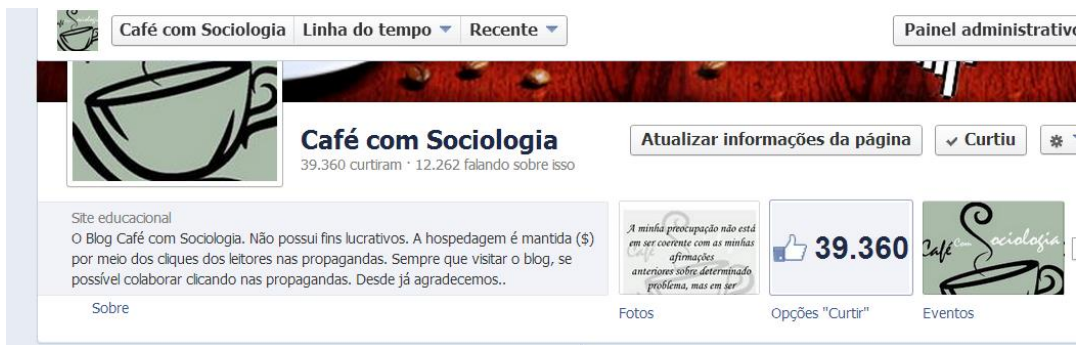 Café com Sociologia Linha do tempo Recente Painel administrativo
Café com Sociologia
39.360 curtiram · 12.262 falando sobre isso
Atualizar informações da página Curtiu
Site educacional
O Blog Café com Sociologia. Não possui fins lucrativos. A hospedagem é mantida ($)
por meio dos cliques dos leitores nas propagandas. Sempre que visitar o blog, se
possível colaborar clicando nas propagandas. Desde já agradecemos..
Sobre
A minha preocupação não está
em ser coerente com as minhas
afirmações
anteriores sobre determinado
problema, mas em ser
Fotos
39.360
Opções "Curtir"
Café com Sociologia
Eventos